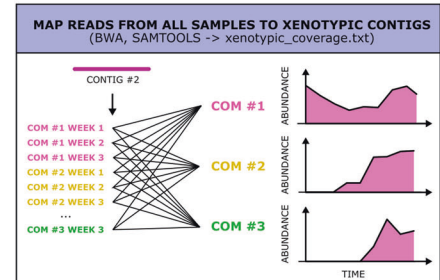 MAP READS FROM ALL SAMPLES TO XENOTYPIC CONTIGS
(BWA, SAMTOOLS -> xenotypic_coverage.txt)
CONTIG #2
COM #1 WEEK 1
COM #1 WEEK 2
COM #1 WEEK 3
COM #2 WEEK 1
COM #2 WEEK 2
COM #2 WEEK 3
...
COM #3 WEEK 3
COM #1
COM #2
COM #3
ABUNDANCE
ABUNDANCE
ABUNDANCE
TIME